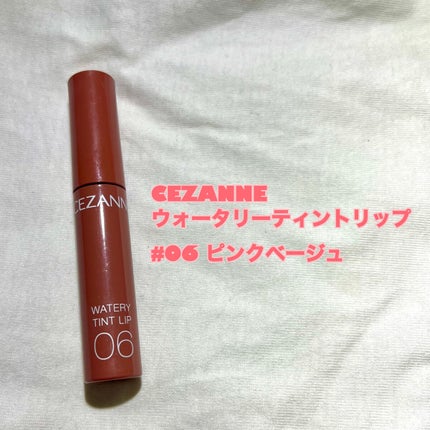 CEZANNE
ウォータリーティントリップ
#06 ピンクベージュ
CEZANN
WATERY
TINT LIP
06